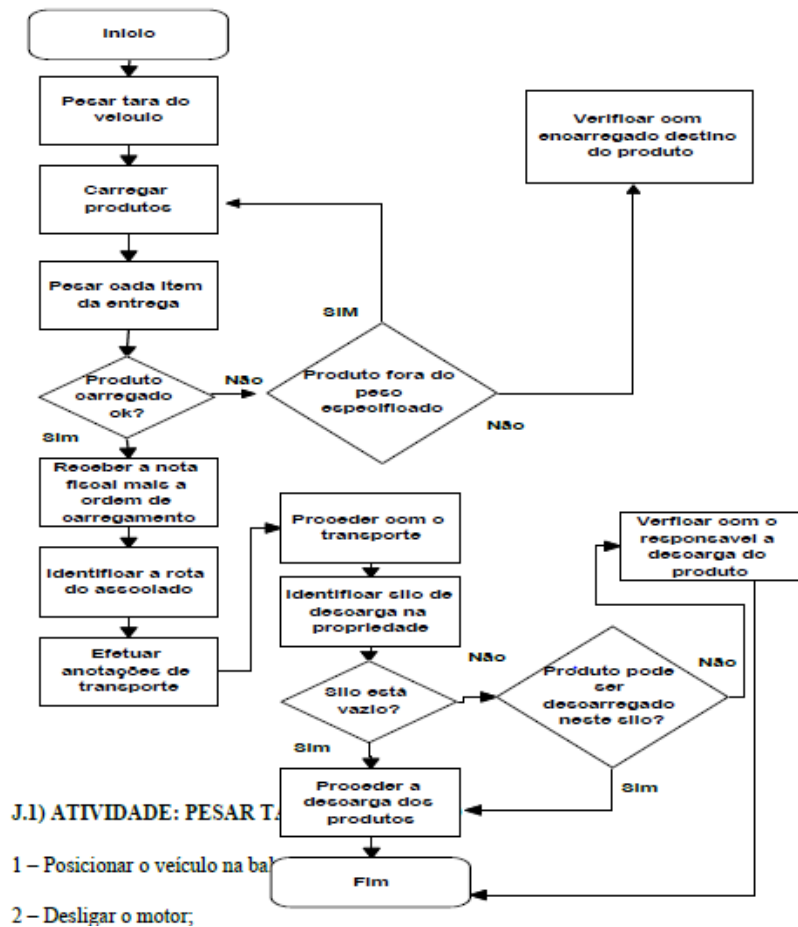 Inicio
Pesar tara do
veiculo
Carregar
produtos
Pesar cada item
da entrega
Produto
carregado
ok?
Não
Sim
Produto fora do
peso
especificado
SIM
Não
Verificar com
encarregado destino
do produto
Receber a nota
fiscal mais a
ordem de
carregamento
Identificar a rota
do associado
Efetuar
anotações de
transporte
Proceder com o
transporte
Identificar silo de
descarga na
propriedade
Silo está
vazio?
Não
Sim
Produto pode
ser
descarregado
neste silo?
Não
Sim
Verficar com o
responsavel a
descarga do
produto
Proceder a
descarga dos
produtos
Fim
J.1) ATIVIDADE: PESAR
1 – Posicionar o veículo na
2 – Desligar o motor;